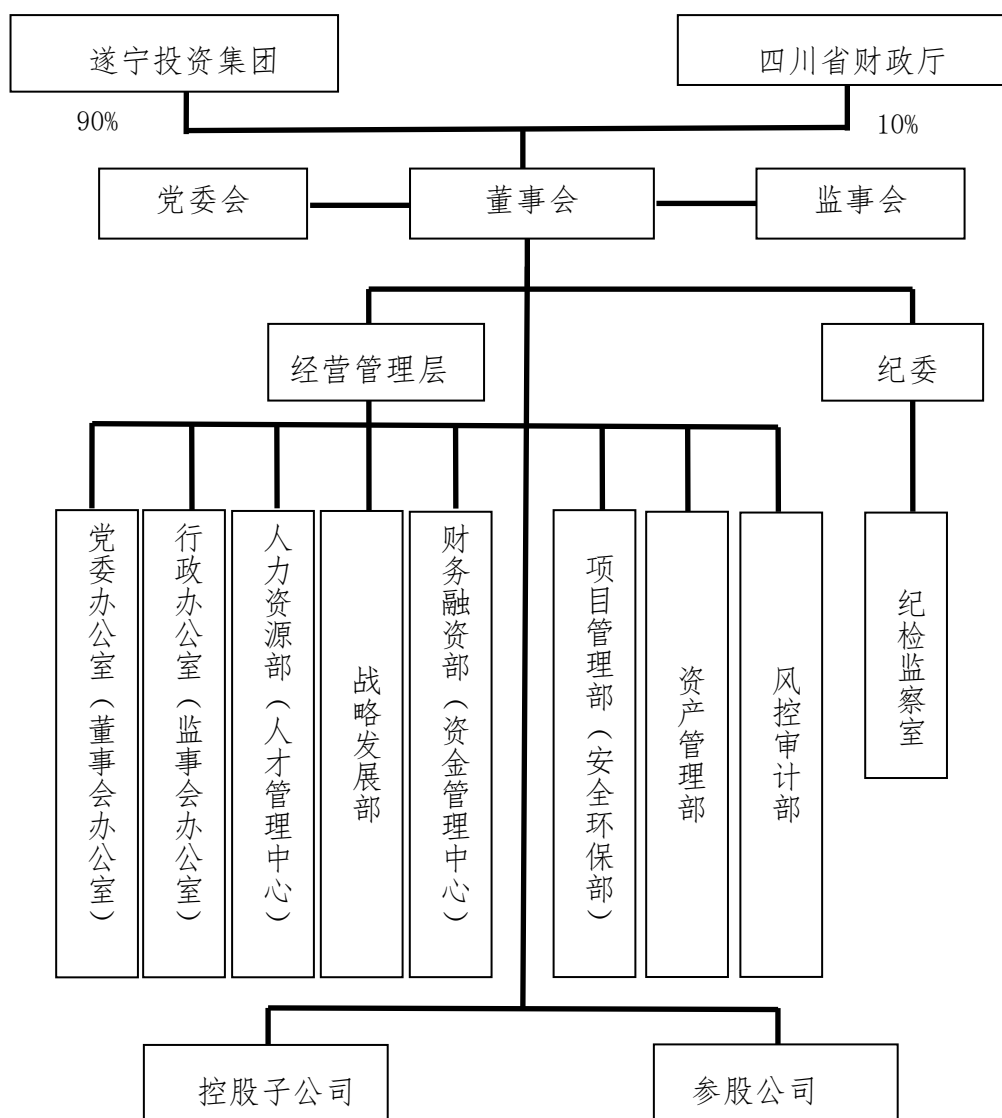 遂宁投资集团
四川省财政厅
90%
10%
党委会
董事会
监事会
经营管理层
纪委
党委办公室（董事会办公室）
行政办公室（监事会办公室）
人力资源部（人才管理中心）
战略发展部
财务融资部（资金管理中心）
项目管理部（安全环保部）
资产管理部
风控审计部
纪检监察室
控股子公司
参股公司